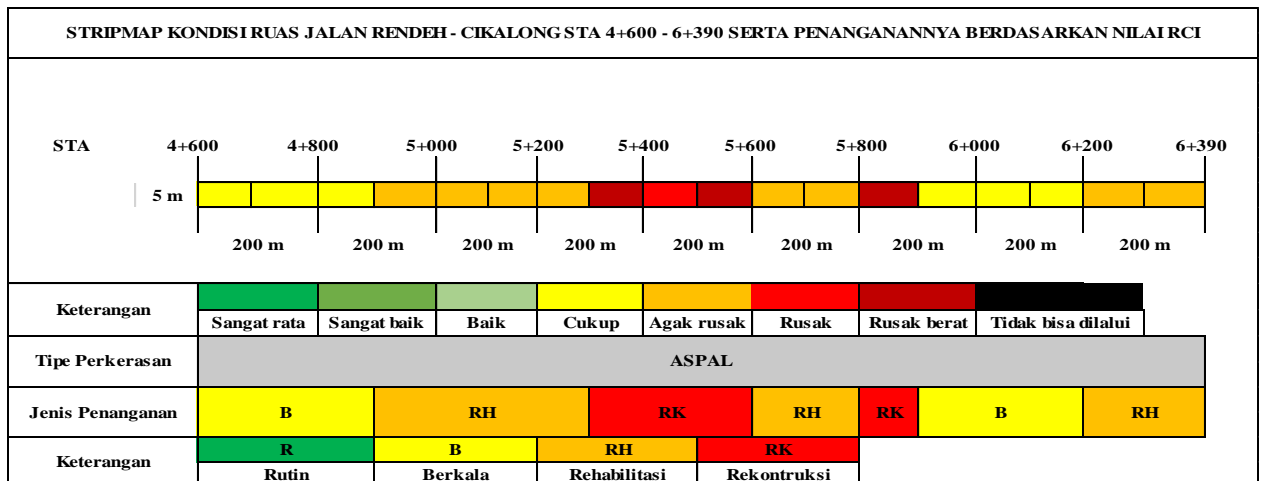 STRIPMAP KONDISI RUAS JALAN RENDEH - CIKALONG STA 4+600 - 6+390 SERTA PENANGANANNYA BERDASARKAN NILAI RCI
STA 4+600 4+800 5+000 5+200 5+400 5+600 5+800 6+000 6+200 6+390
5 m
200 m 200 m 200 m 200 m 200 m 200 m 200 m 200 m 200 m
Keterangan
Sangat rata Sangat baik Baik Cukup Agak rusak Rusak Rusak berat Tidak bisa dilalui
Tipe Perkerasan ASPAL
Jenis Penanganan B RH RK RH RK B RH
Keterangan
R B RH RK
Rutin Berkala Rehabilitasi Rekontruksi